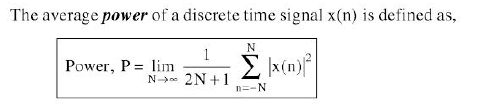 The average power of a discrete time signal x(n) is defined as,
Power, P = lim N→∞ 1/(2N+1) N ∑ n=-N |x(n)|²